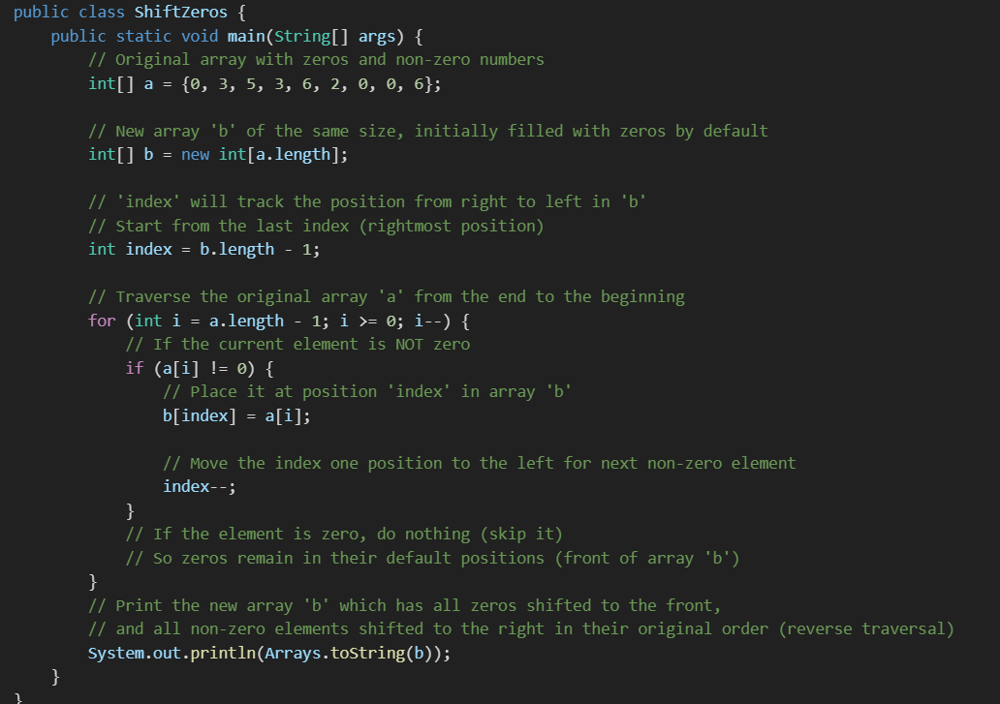 public class ShiftZeros {
    public static void main(String[] args) {
        // Original array with zeros and non-zero numbers
        int[] a = {0, 3, 5, 3, 6, 2, 0, 0, 6};

        // New array 'b' of the same size, initially filled with zeros by default
        int[] b = new int[a.length];

        // 'index' will track the position from right to left in 'b'
        // Start from the last index (rightmost position)
        int index = b.length - 1;

        // Traverse the original array 'a' from the end to the beginning
        for (int i = a.length - 1; i >= 0; i--) {
            // If the current element is NOT zero
            if (a[i] != 0) {
                // Place it at position 'index' in array 'b'
                b[index] = a[i];

                // Move the index one position to the left for next non-zero element
                index--;
            }
            // If the element is zero, do nothing (skip it)
            // So zeros remain in their default positions (front of array 'b')
        }
        // Print the new array 'b' which has all zeros shifted to the front,
        // and all non-zero elements shifted to the right in their original order (reverse traversal)
        System.out.println(Arrays.toString(b));
    }
}